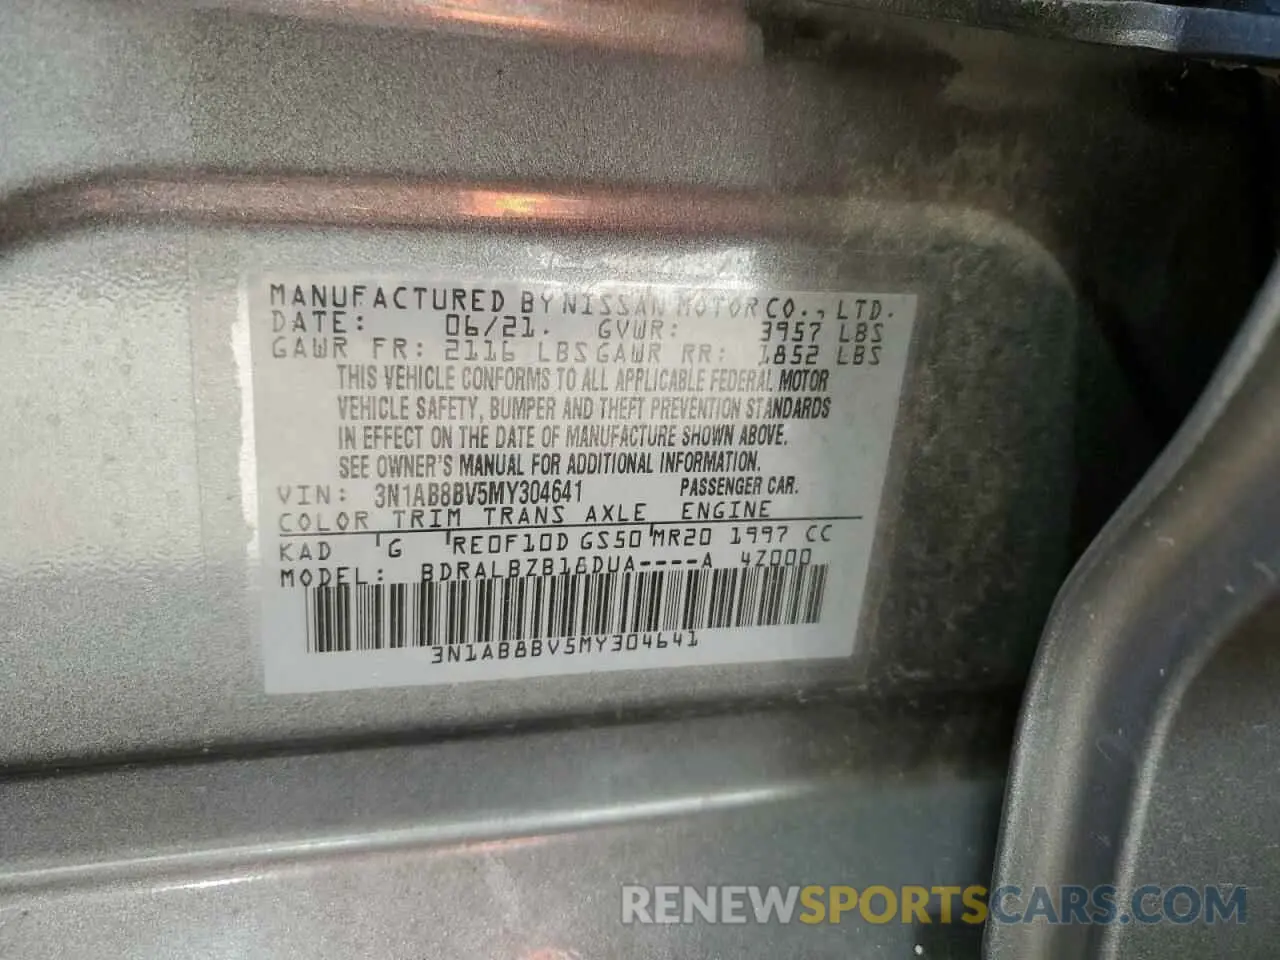 MANUFACTURED BY NISSAN MOTOR CO., LTD.
DATE: 06/21. GVWR: 3957 LBS
GAWR FR: 2116 LBS GAWR RR: 1852 LBS
THIS VEHICLE CONFORMS TO ALL APPLICABLE FEDERAL MOTOR
VEHICLE SAFETY, BUMPER AND THEFT PREVENTION STANDARDS
IN EFFECT ON THE DATE OF MANUFACTURE SHOWN ABOVE.
SEE OWNER'S MANUAL FOR ADDITIONAL INFORMATION.
VIN: 3N1AB8BV5MY304641 PASSENGER CAR.
COLOR TRIM TRANS AXLE ENGINE
KAD G RE0F10D GS50 MR20 1997 CC
MODEL: BDRALBZB16DUA----A 4Z000
3N1AB8BV5MY304641
RENEWSPORTSCARS.COM